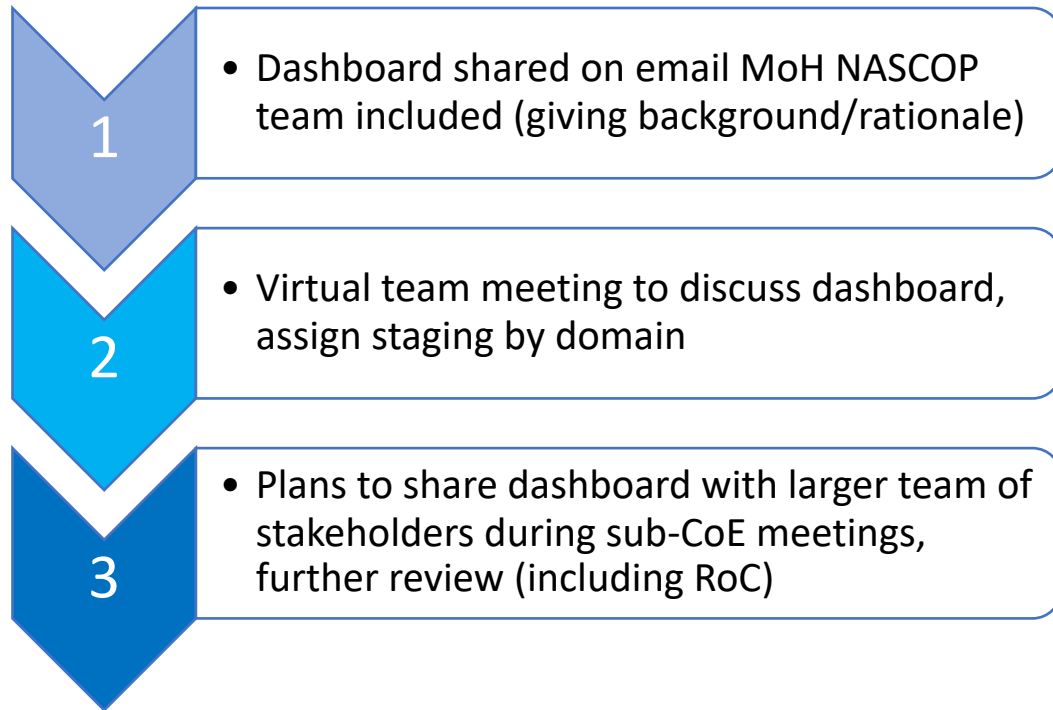 1
• Dashboard shared on email MoH NASCOP
team included (giving background/rationale)
2
• Virtual team meeting to discuss dashboard,
assign staging by domain
3
• Plans to share dashboard with larger team of
stakeholders during sub-CoE meetings,
further review (including RoC)